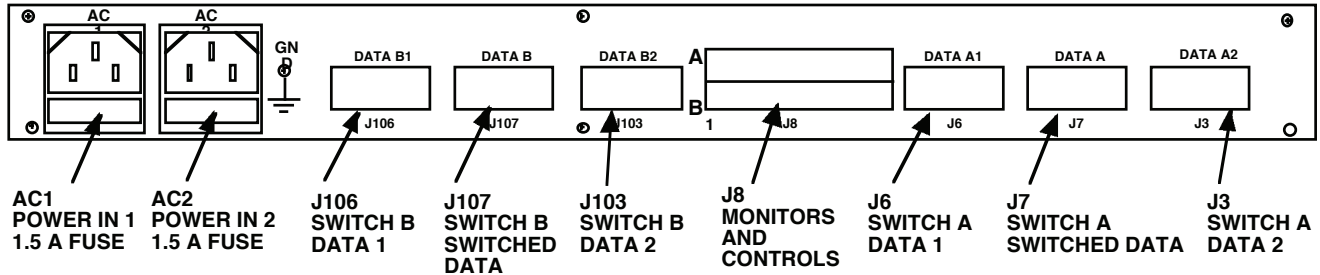 AC
1
AC
2
GN
D
DATA B1
DATA B
DATA B2
A
B
1
DATA A1
DATA A
DATA A2
J106
J107
J103
J8
J6
J7
J3
AC1
POWER IN 1
1.5 A FUSE
AC2
POWER IN 2
1.5 A FUSE
J106
SWITCH B
DATA 1
J107
SWITCH B
SWITCHED
DATA
J103
SWITCH B
DATA 2
J8
MONITORS
AND
CONTROLS
J6
SWITCH A
DATA 1
J7
SWITCH A
SWITCHED DATA
J3
SWITCH A
DATA 2